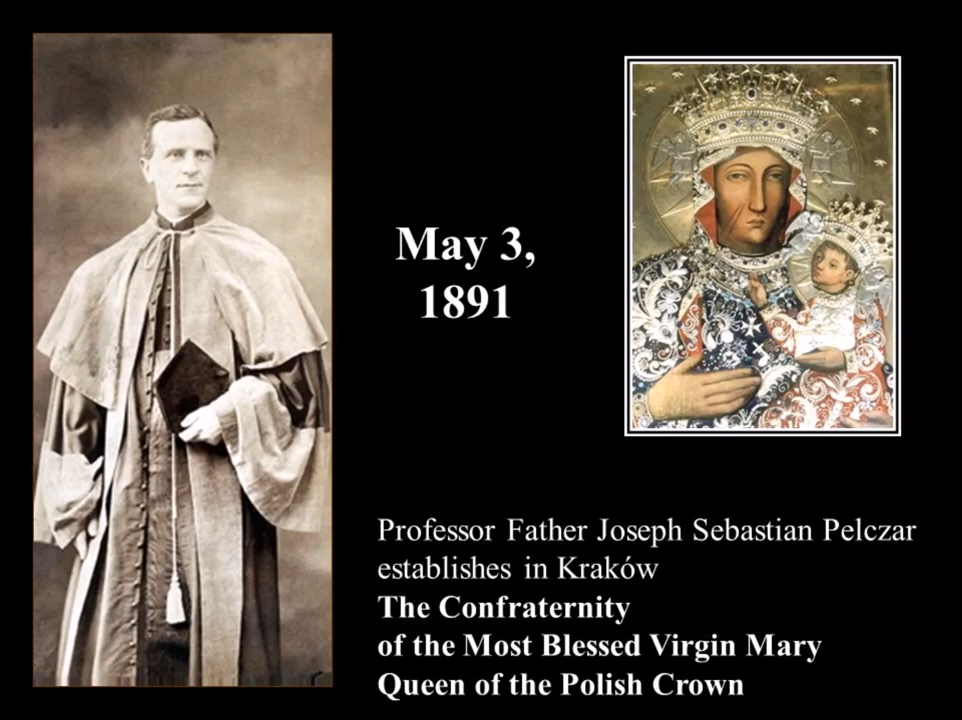 May 3,
1891
Professor Father Joseph Sebastian Pelczar
establishes in Kraków
The Confraternity
of the Most Blessed Virgin Mary
Queen of the Polish Crown